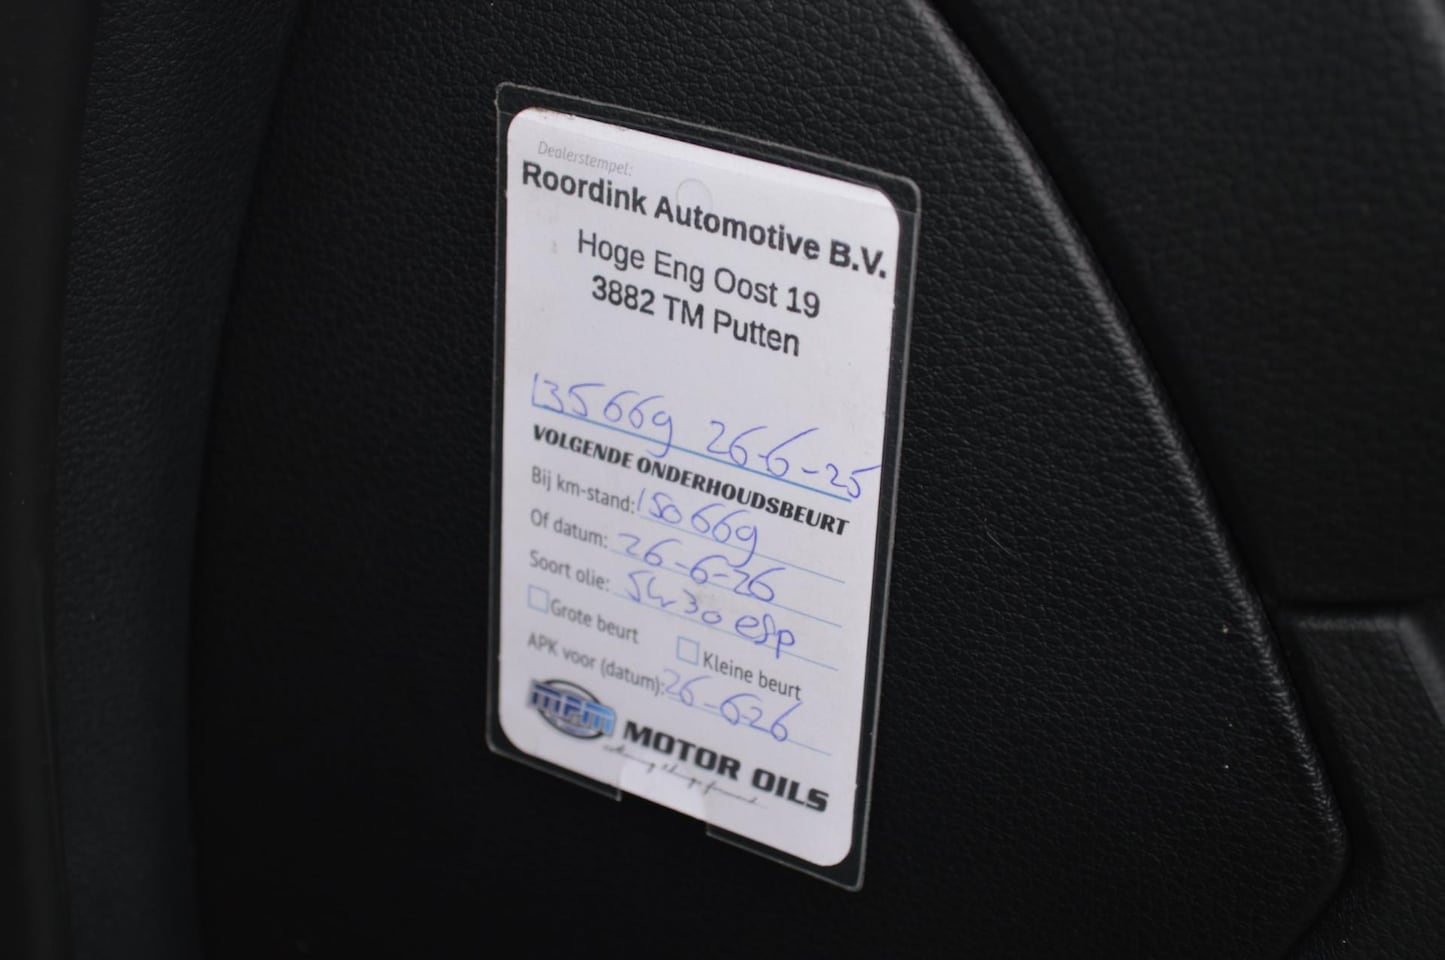 Dealerstempel:
Roordink Automotive B.V.
Hoge Eng Oost 19
3882 TM Putten
135669 26-6-25
VOLGENDE ONDERHOUDSBEURT
Bij km-stand: 150669
Of datum: 26-6-26
Soort olie: 5w30 esp
Grote beurt Kleine beurt
APK voor (datum): 26-6-26
MPM MOTOR OILS